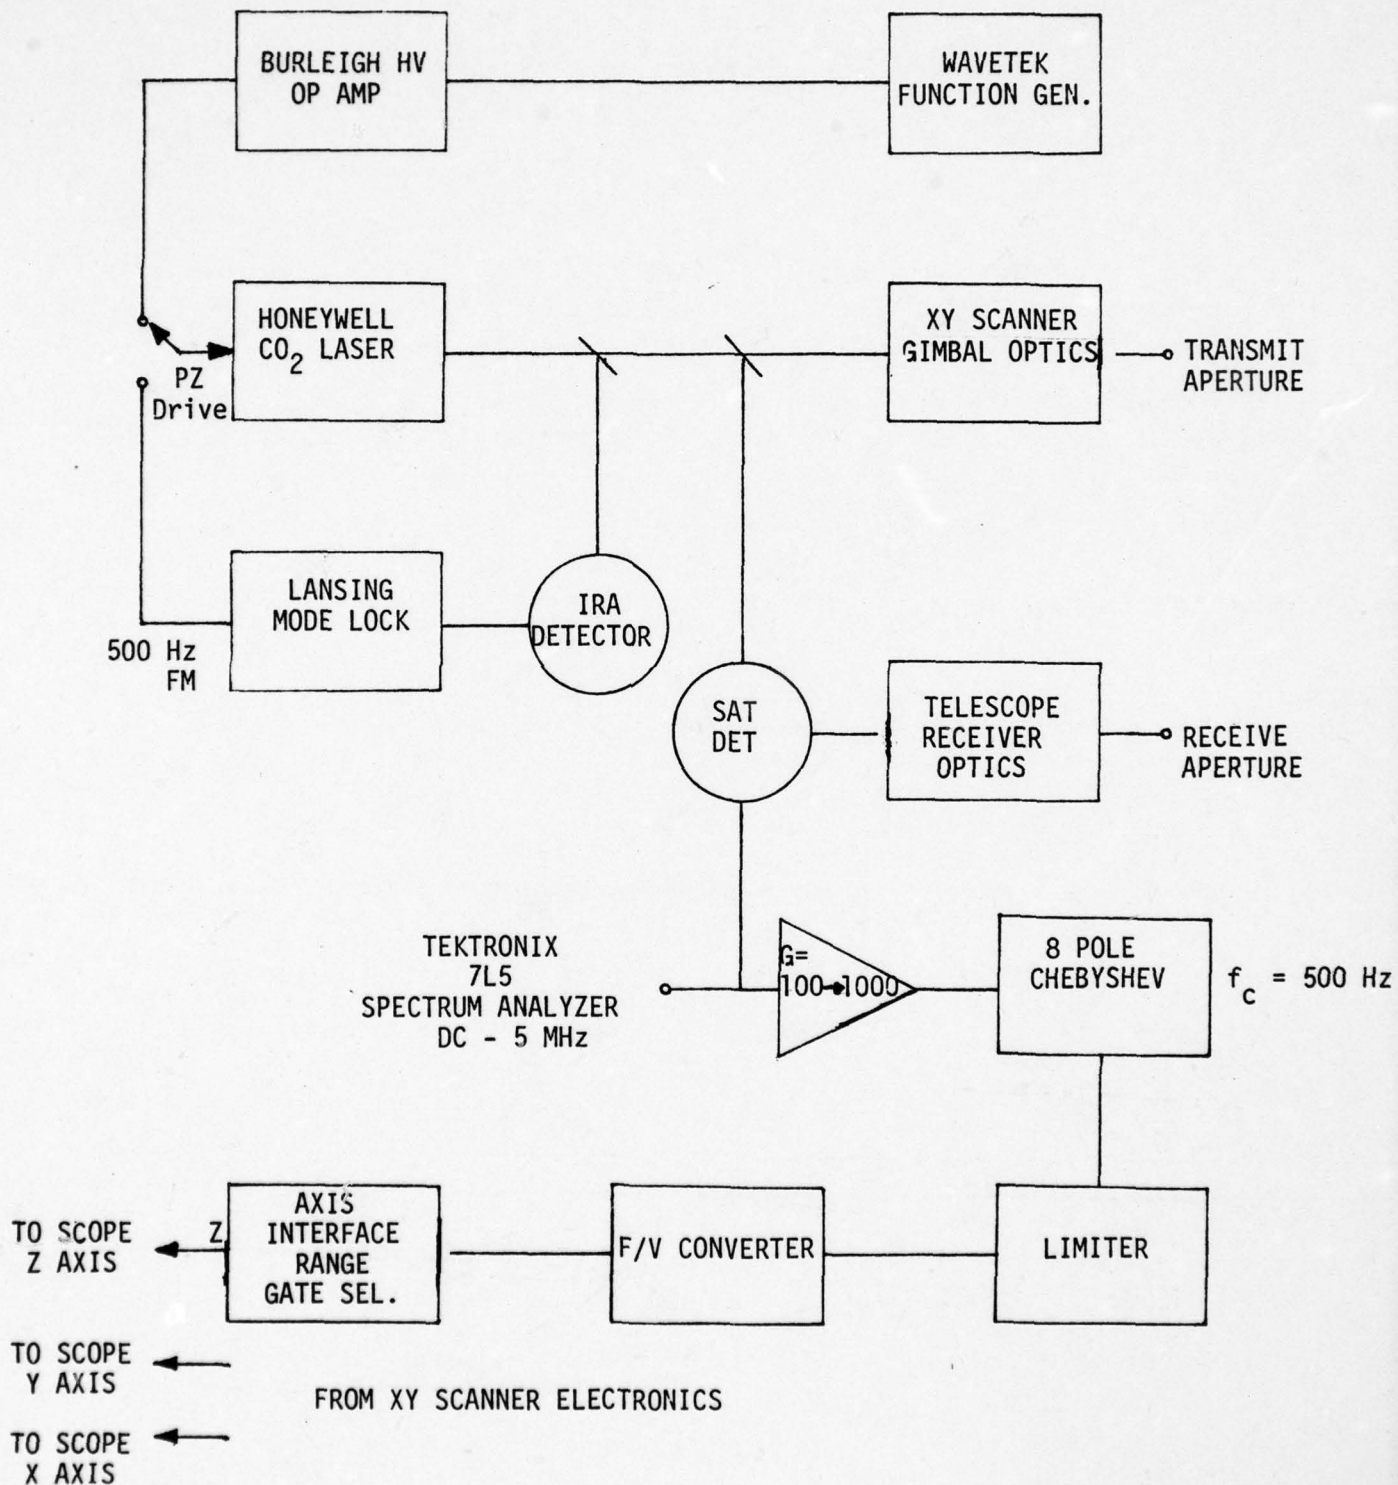 BURLEIGH HV
OP AMP
WAVETEK
FUNCTION GEN.
HONEYWELL
CO2 LASER
XY SCANNER
GIMBAL OPTICS
TRANSMIT
APERTURE
PZ
Drive
LANSING
MODE LOCK
IRA
DETECTOR
500 Hz
FM
SAT
DET
TELESCOPE
RECEIVER
OPTICS
RECEIVE
APERTURE
TEKTRONIX
7L5
SPECTRUM ANALYZER
DC - 5 MHz
G=
100→1000
8 POLE
CHEBYSHEV
fc = 500 Hz
TO SCOPE
Z AXIS
Z
AXIS
INTERFACE
RANGE
GATE SEL.
F/V CONVERTER
LIMITER
TO SCOPE
Y AXIS
FROM XY SCANNER ELECTRONICS
TO SCOPE
X AXIS